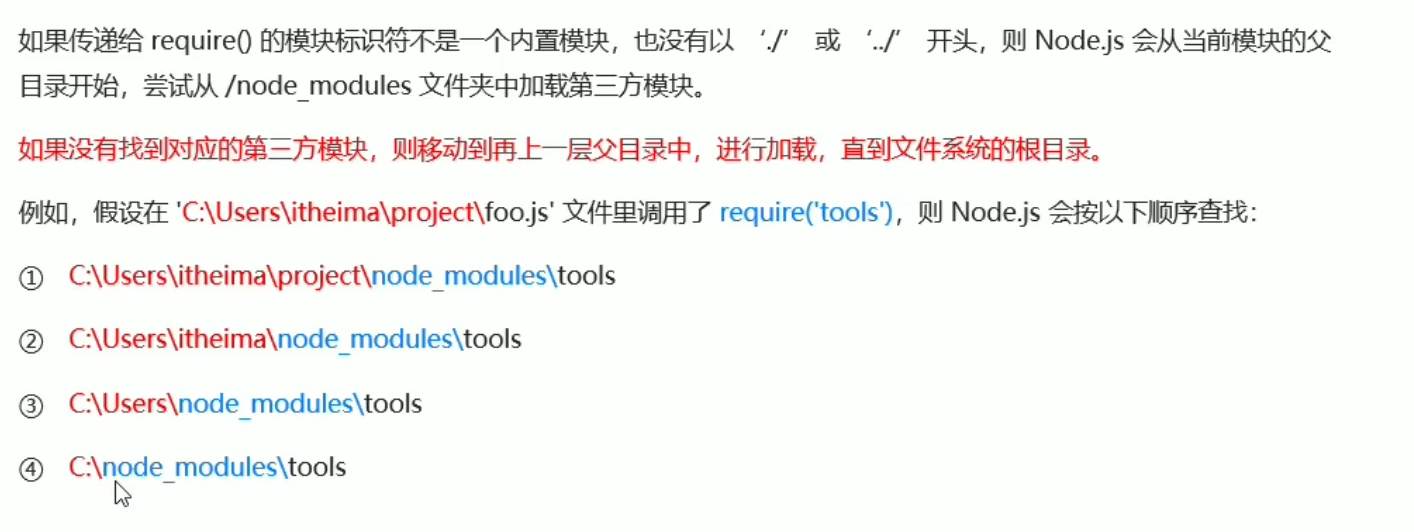 如果传递给 require() 的模块标识符不是一个内置模块，也没有以 ‘./’ 或 ‘../’ 开头，则 Node.js 会从当前模块的父
目录开始，尝试从 /node_modules 文件夹中加载第三方模块。
如果没有找到对应的第三方模块，则移动到再上一层父目录中，进行加载，直到文件系统的根目录。
例如，假设在 'C:\Users\itheima\project\foo.js' 文件里调用了 require('tools')，则 Node.js 会按以下顺序查找：
① C:\Users\itheima\project\node_modules\tools
② C:\Users\itheima\node_modules\tools
③ C:\Users\node_modules\tools
④ C:\node_modules\tools